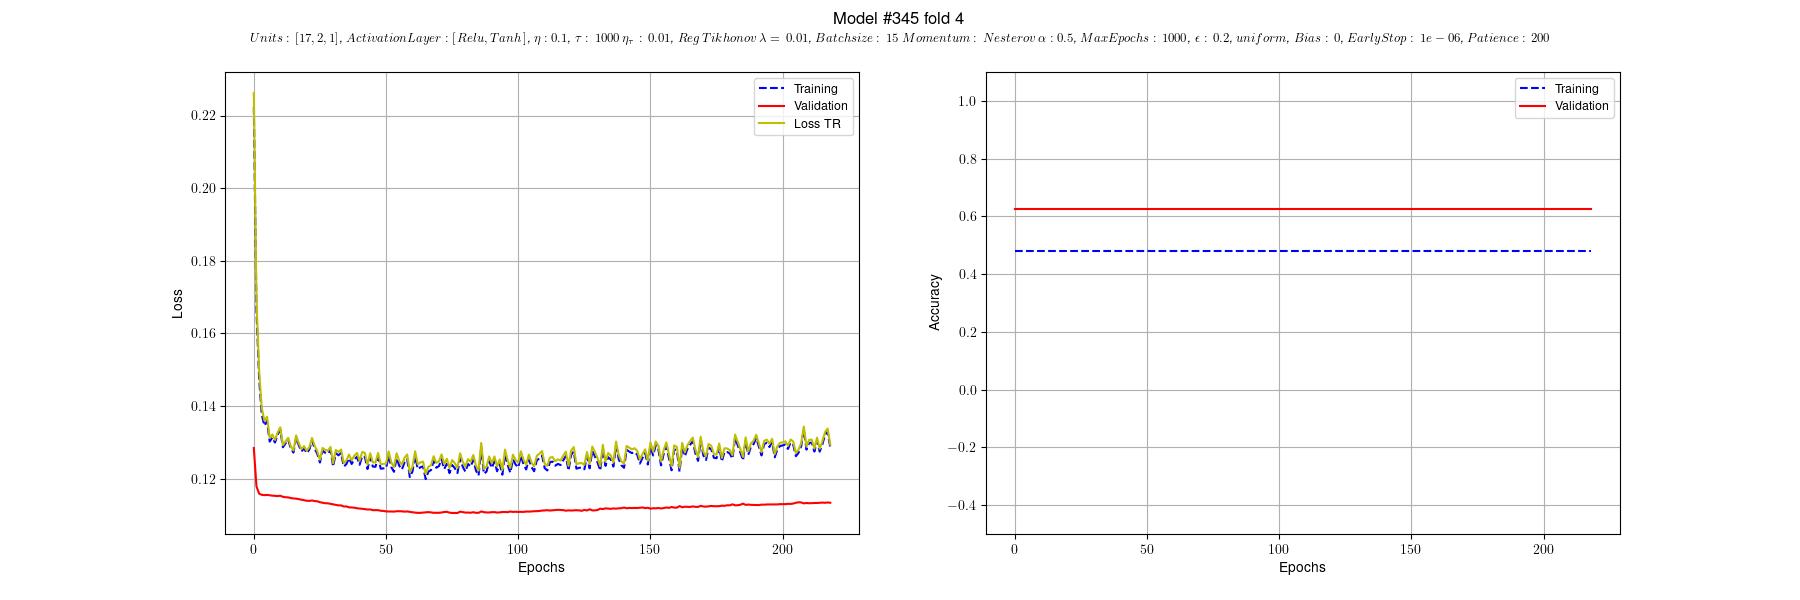 Model #345 fold 4
Units : [17, 2, 1], ActivationLayer : [Relu, Tanh], η : 0.1, τ : 1000 ητ : 0.01, Reg Tikhonov λ = 0.01, Batchsize : 15 Momentum : Nesterov α : 0.5, MaxEpochs : 1000, ϵ : 0.2, uniform, Bias : 0, EarlyStop : 1e − 06, Patience : 200
Training
Validation
Loss TR
0.22
0.20
0.18
0.16
0.14
0.12
Loss
0 50 100 150 200
Epochs
Training
Validation
1.0
0.8
0.6
0.4
0.2
0.0
−0.2
−0.4
Accuracy
0 50 100 150 200
Epochs